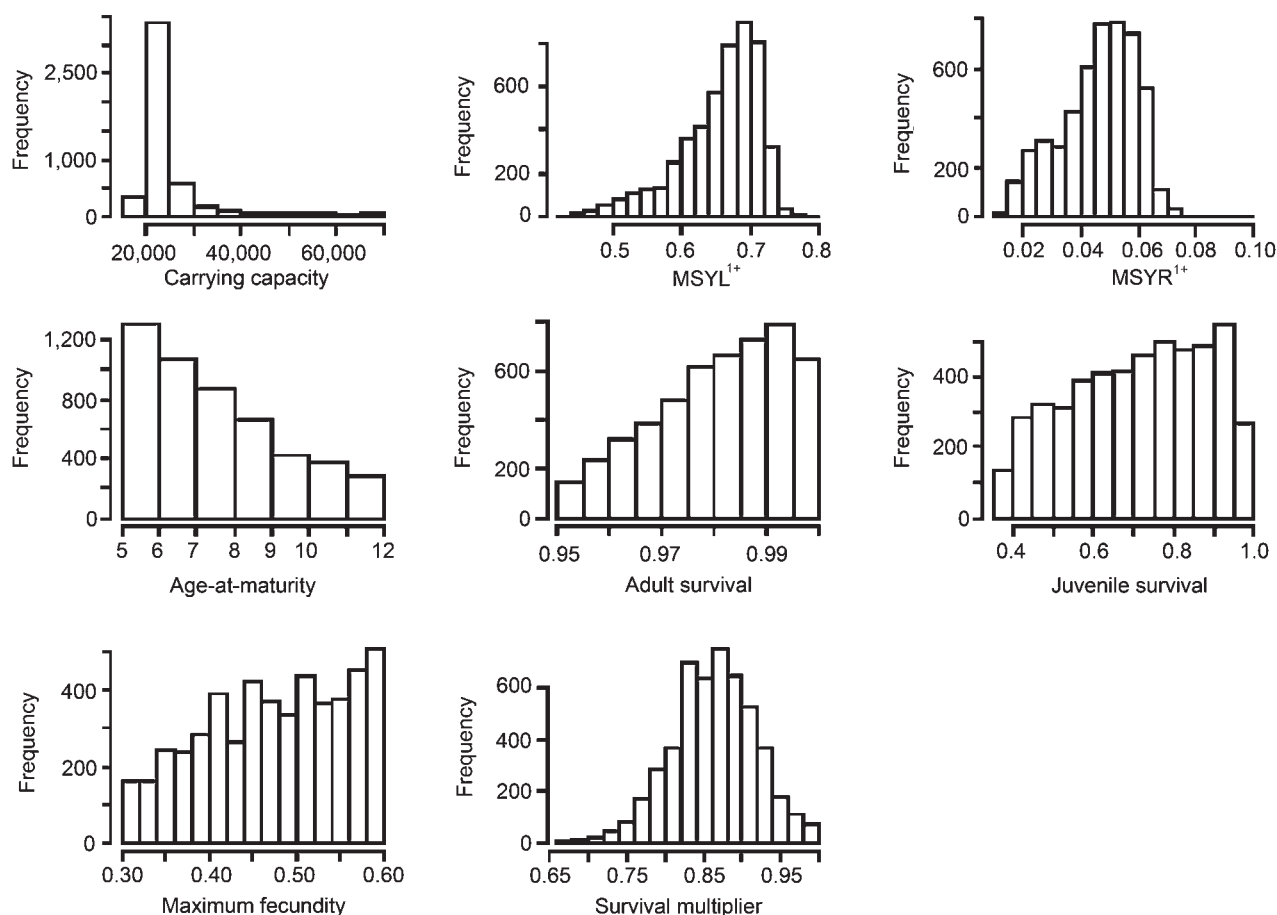 Frequency
2,500
1,000
0
20,000 40,000 60,000
Carrying capacity
Frequency
600
200
0
0.5 0.6 0.7 0.8
MSYL1+
Frequency
600
200
0
0.02 0.04 0.06 0.08 0.10
MSYR1+
Frequency
1,200
800
400
0
5 6 7 8 9 10 12
Age-at-maturity
Frequency
600
200
0
0.95 0.97 0.99
Adult survival
Frequency
400
200
0
0.4 0.6 0.8 1.0
Juvenile survival
Frequency
400
200
0
0.30 0.40 0.50 0.60
Maximum fecundity
Frequency
600
400
200
0
0.65 0.75 0.85 0.95
Survival multiplier